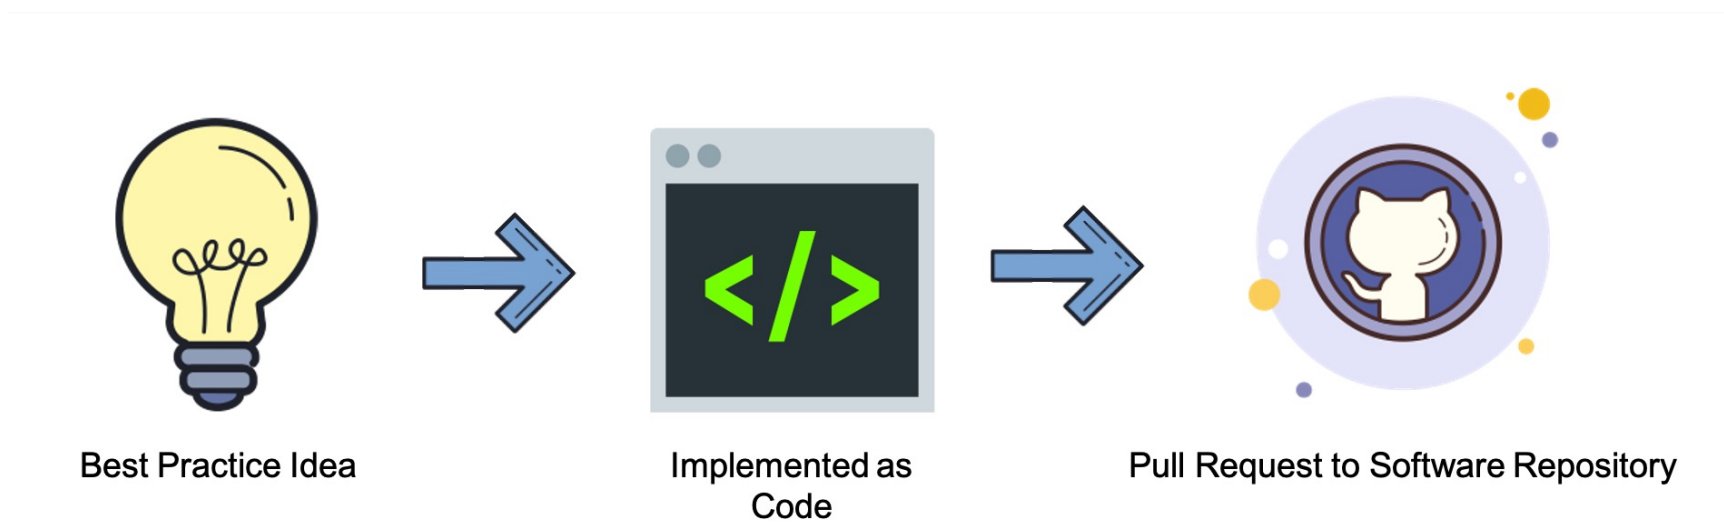 Best Practice Idea
Implemented as
Code
Pull Request to Software Repository
</>